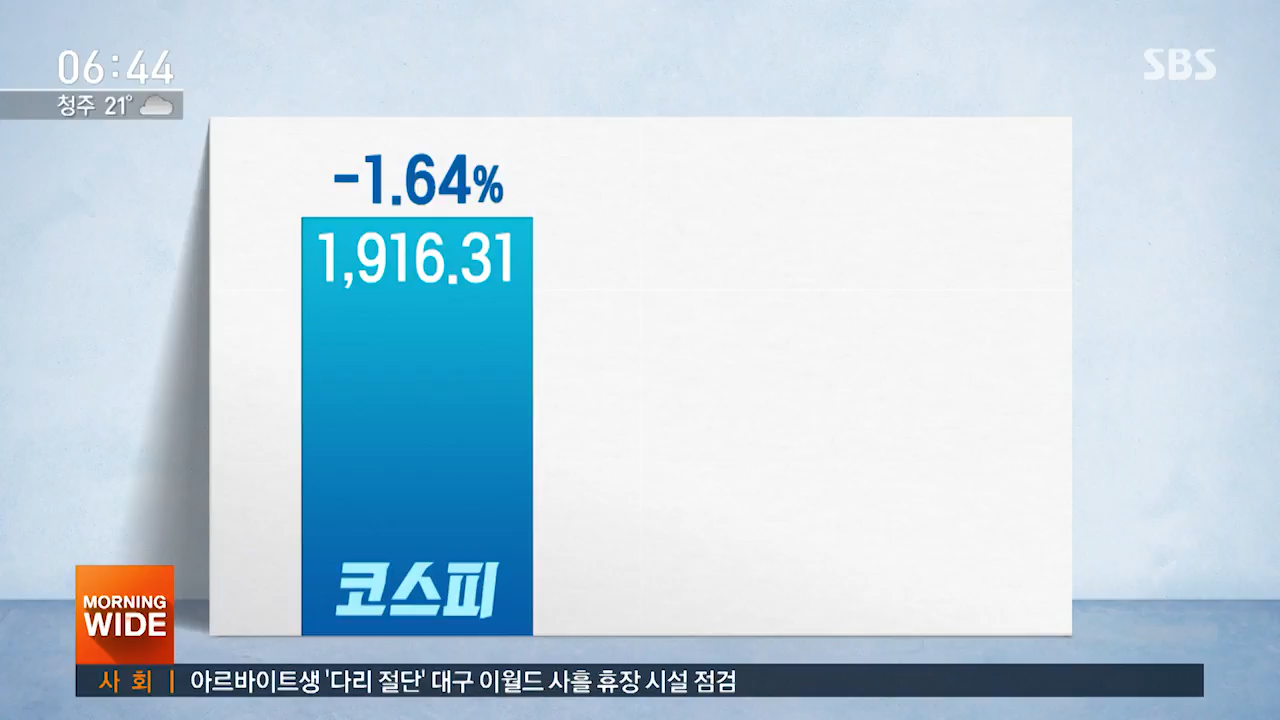 06:44
청주 21°
SBS
-1.64%
1,916.31
코스피
MORNING
WIDE
사 회 | 아르바이트생 '다리 절단' 대구 이월드 사흘 휴장 시설 점검